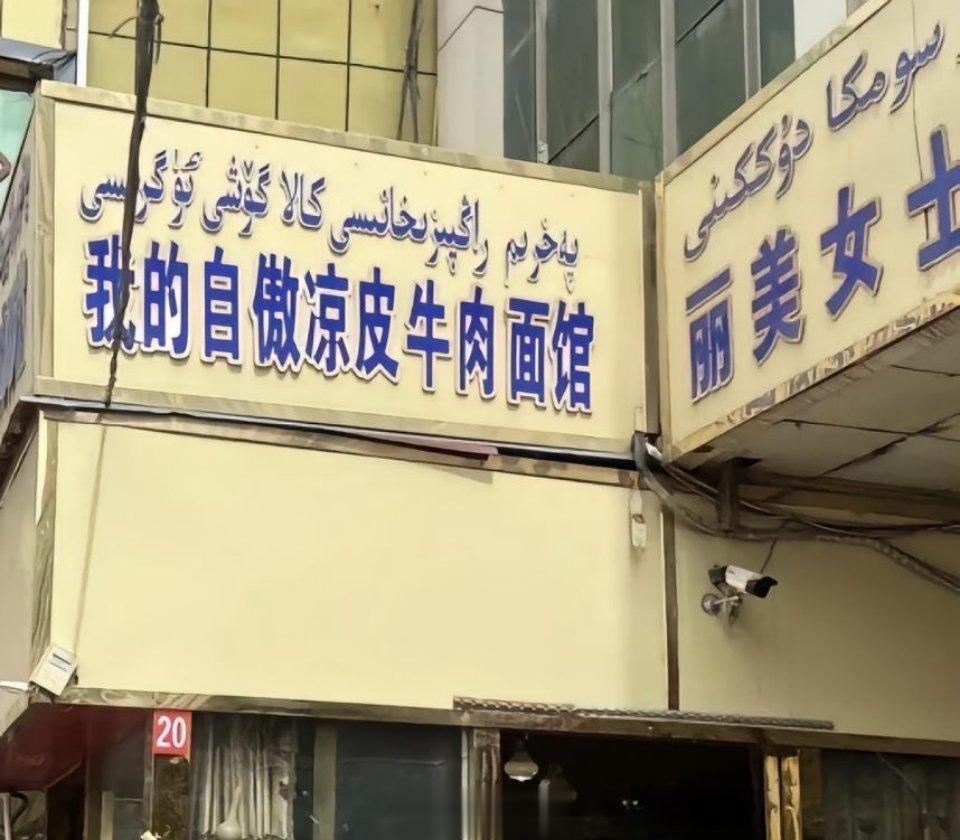 پەخرىم راڭپىزىخانىسى كالا گۆشى ئۈگرىسى
我的自傲凉皮牛肉面馆
سومكا دۇككىنى
丽美女士
20